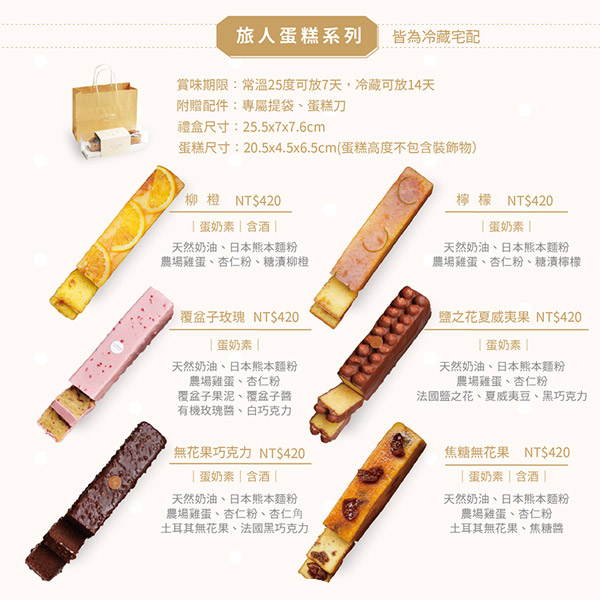 旅人蛋糕系列 皆為冷藏宅配
賞味期限：常溫25度可放7天，冷藏可放14天
附贈配件：專屬提袋、蛋糕刀
禮盒尺寸：25.5x7x7.6cm
蛋糕尺寸：20.5x4.5x6.5cm(蛋糕高度不包含裝飾物)
柳 橙 NT$420
｜蛋奶素｜含酒｜
天然奶油、日本熊本麵粉
農場雞蛋、杏仁粉、糖漬柳橙
檸 檬 NT$420
｜蛋奶素｜含酒｜
天然奶油、日本熊本麵粉
農場雞蛋、杏仁粉、糖漬檸檬
覆盆子玫瑰 NT$420
｜蛋奶素｜
天然奶油、日本熊本麵粉
農場雞蛋、杏仁粉
覆盆子果泥、覆盆子醬
有機玫瑰醬、白巧克力
鹽之花夏威夷果 NT$420
｜蛋奶素｜
天然奶油、日本熊本麵粉
農場雞蛋、杏仁粉
法國鹽之花、夏威夷豆、黑巧克力
無花果巧克力 NT$420
｜蛋奶素｜含酒｜
天然奶油、日本熊本麵粉
農場雞蛋、杏仁粉、杏仁角
土耳其無花果、法國黑巧克力
焦糖無花果 NT$420
｜蛋奶素｜含酒｜
天然奶油、日本熊本麵粉
農場雞蛋、杏仁粉
土耳其無花果、焦糖醬